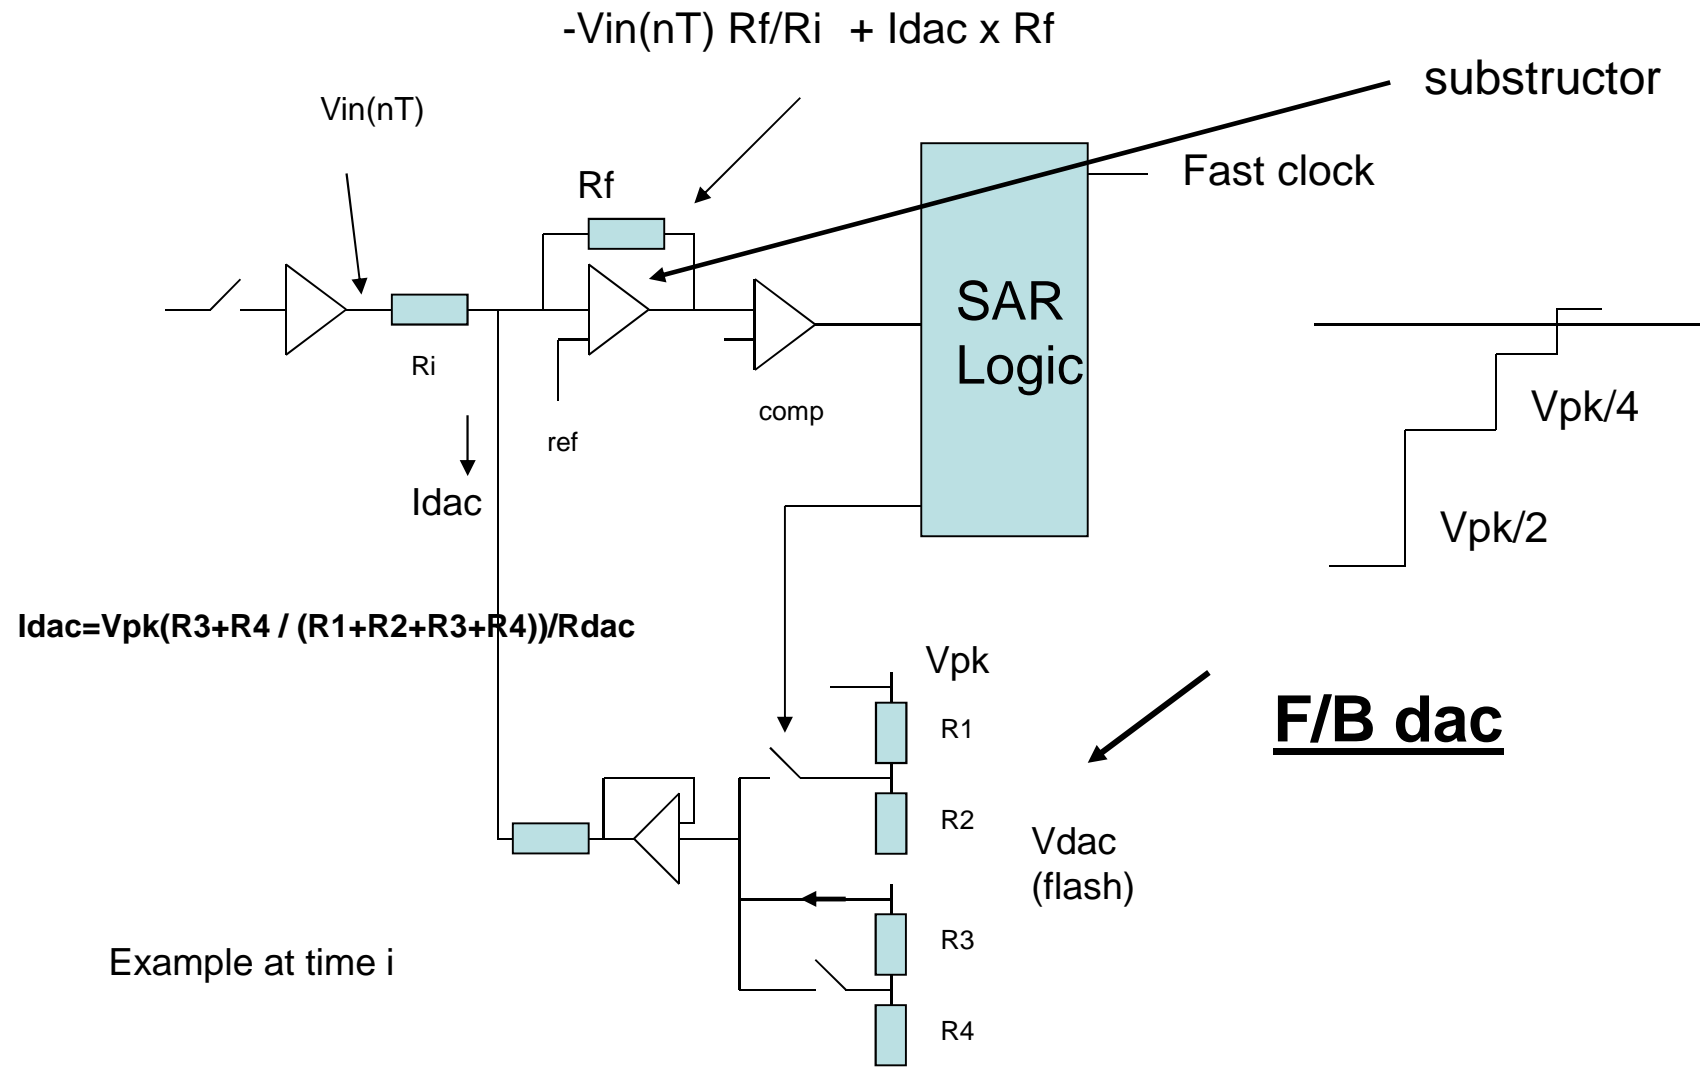 -Vin(nT) Rf/Ri + Idac x Rf
substructor
Vin(nT)
Fast clock
Rf
SAR
Logic
Ri
Vpk/4
comp
ref
Idac
Vpk/2
Idac=Vpk(R3+R4 / (R1+R2+R3+R4))/Rdac
Vpk
F/B dac
R1
R2
Vdac
(flash)
R3
Example at time i
R4